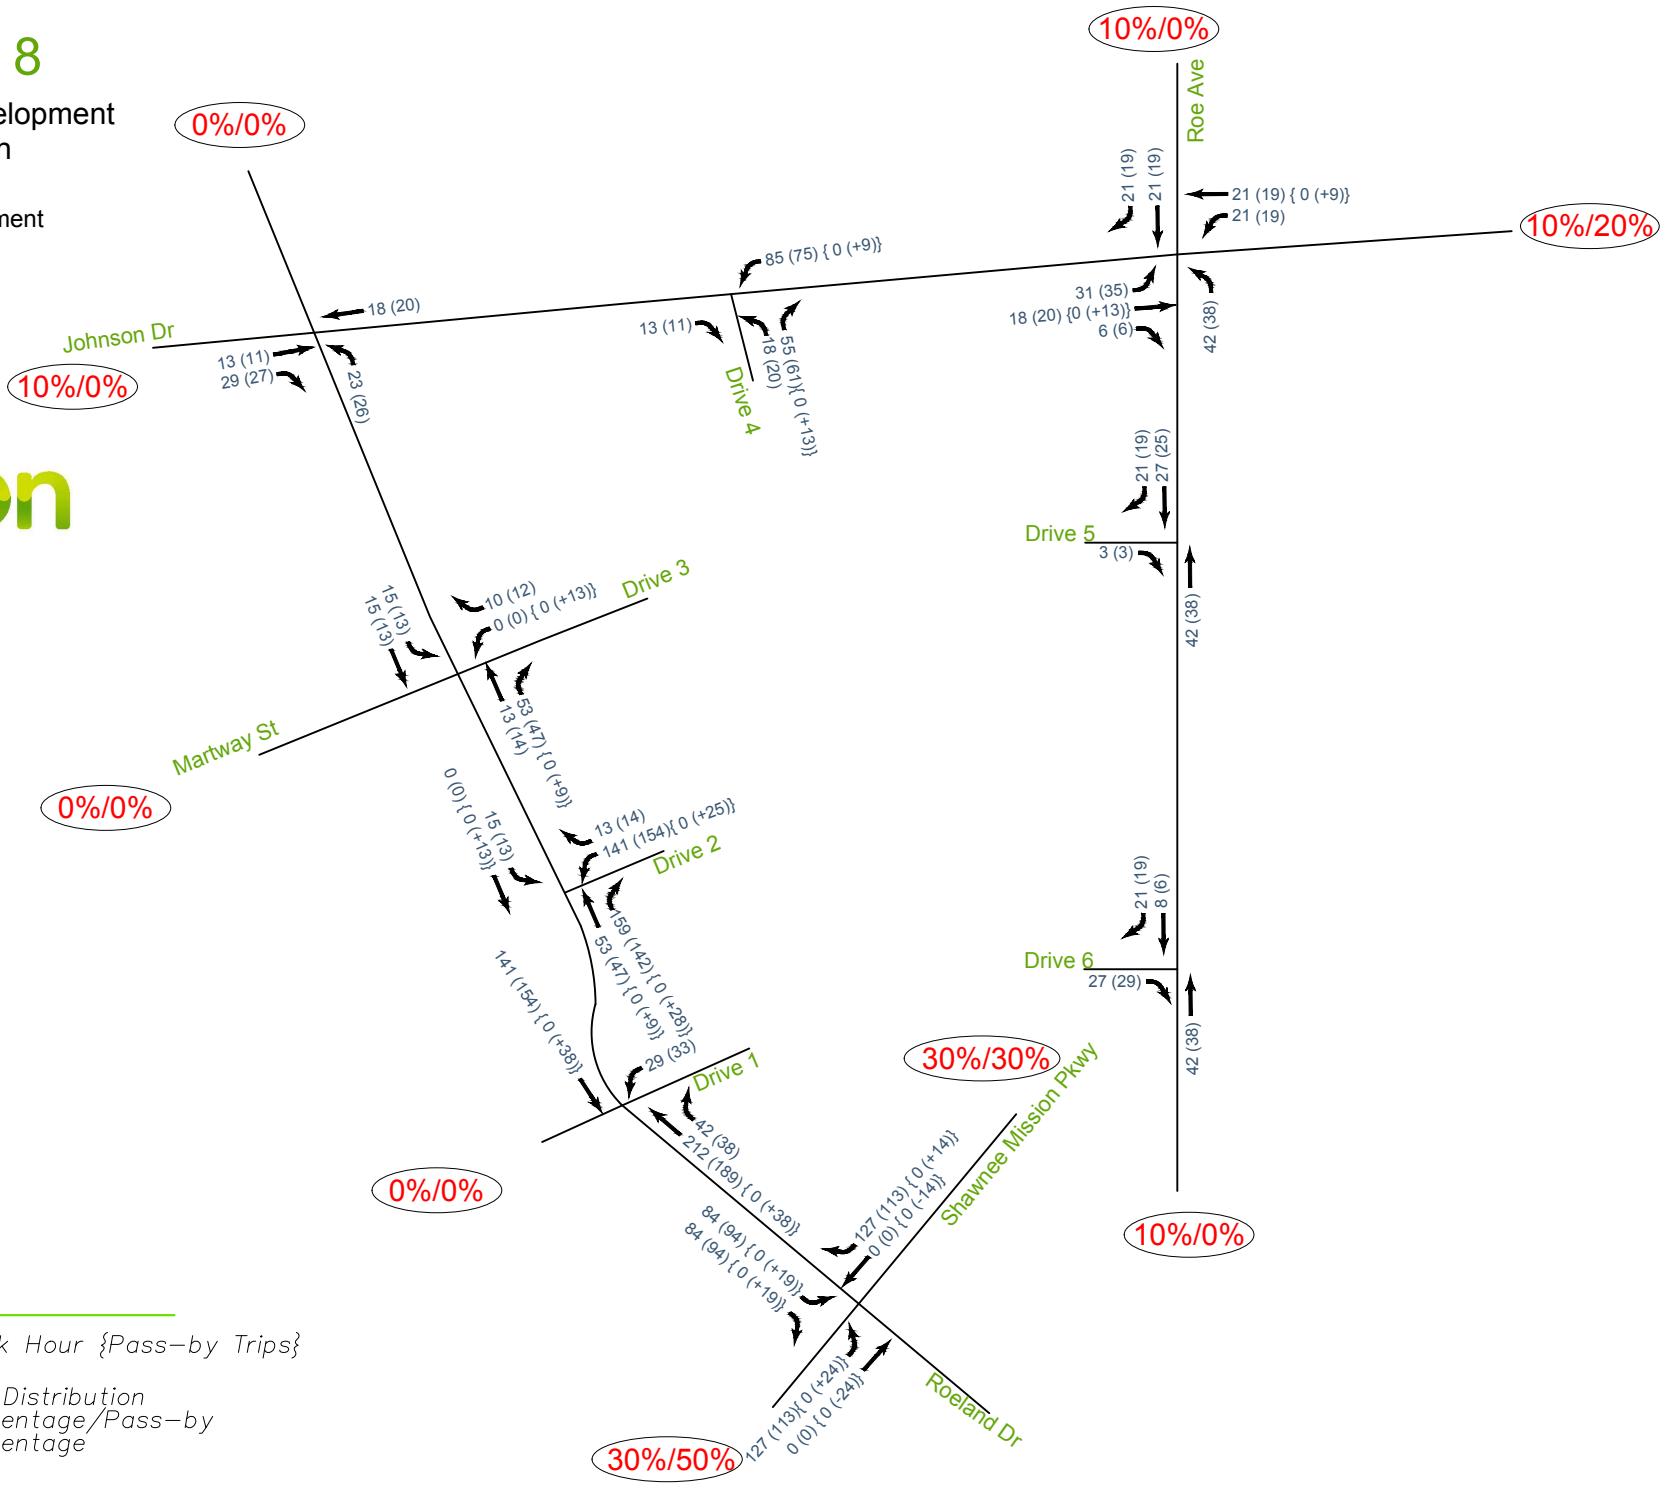 8
elopment
n
ment
on
10%/0%
Roe Ave
0%/0%
21 (19)
21 (19)
21 (19) { 0 (+9)}
21 (19)
10%/20%
85 (75) { 0 (+9)}
18 (20)
Johnson Dr
13 (11)
29 (27)
10%/0%
23 (26)
13 (11)
18 (20)
55 (61){ 0 (+13)}
Drive 4
31 (35)
18 (20) {0 (+13)}
6 (6)
42 (38)
21 (19)
27 (25)
Drive 5
3 (3)
42 (38)
15 (13)
15 (13)
10 (12)
0 (0) { 0 (+13)}
Drive 3
Martway St
13 (14)
53 (47) { 0 (+9)}
0%/0%
0 (0) { 0 (+13)}
15 (13)
13 (14)
141 (154){ 0 (+25)}
Drive 2
159 (142) { 0 (+28)}
53 (47) { 0 (+9)}
21 (19)
8 (6)
Drive 6
27 (29)
42 (38)
141 (154) { 0 (+38)}
29 (33)
Drive 1
42 (38)
212 (189) { 0 (+38)}
0%/0%
30%/30%
Shawnee Mission Pkwy
127 (113) { 0 (+14)}
0 (0) { 0 (-14)}
84 (94) { 0 (+19)}
84 (94) { 0 (+19)}
10%/0%
127 (113){ 0 (+24)}
0 (0) { 0 (-24)}
Roeland Dr
30%/50%
k Hour {Pass-by Trips}
Distribution
entage/Pass-by
entage